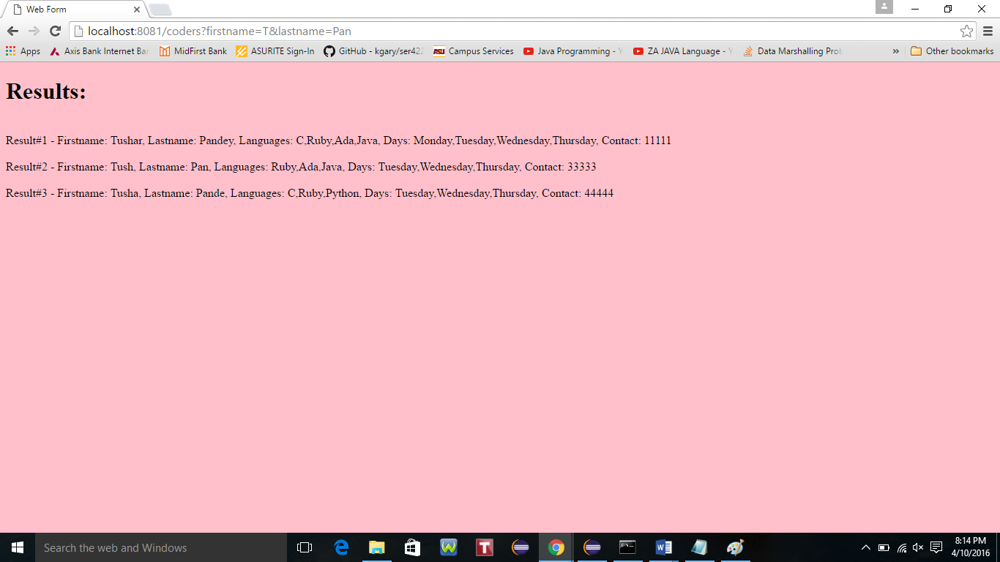 Web Form
localhost:8081/coders?firstname=T&lastname=Pan
Apps Axis Bank Internet Ban MidFirst Bank ASURITE Sign-In GitHub - kgary/ser422 ASU Campus Services Java Programming - ZA JAVA Language - Data Marshalling Prob » Other bookmarks
Results:
Result#1 - Firstname: Tushar, Lastname: Pandey, Languages: C,Ruby,Ada,Java, Days: Monday,Tuesday,Wednesday,Thursday, Contact: 11111
Result#2 - Firstname: Tush, Lastname: Pan, Languages: Ruby,Ada,Java, Days: Tuesday,Wednesday,Thursday, Contact: 33333
Result#3 - Firstname: Tusha, Lastname: Pande, Languages: C,Ruby,Python, Days: Tuesday,Wednesday,Thursday, Contact: 44444
Search the web and Windows
8:14 PM
4/10/2016